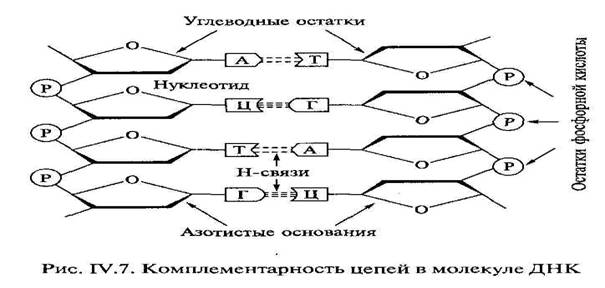 Углеводные остатки
А Т
Р Нуклеотид Р
Ц Г
Р Р
Т А
Р Н-связи Р
Г Ц
Азотистые основания
Остатки фосфорной кислоты
О О
О О
О О
О О
Рис. IV.7. Комплементарность цепей в молекуле ДНК